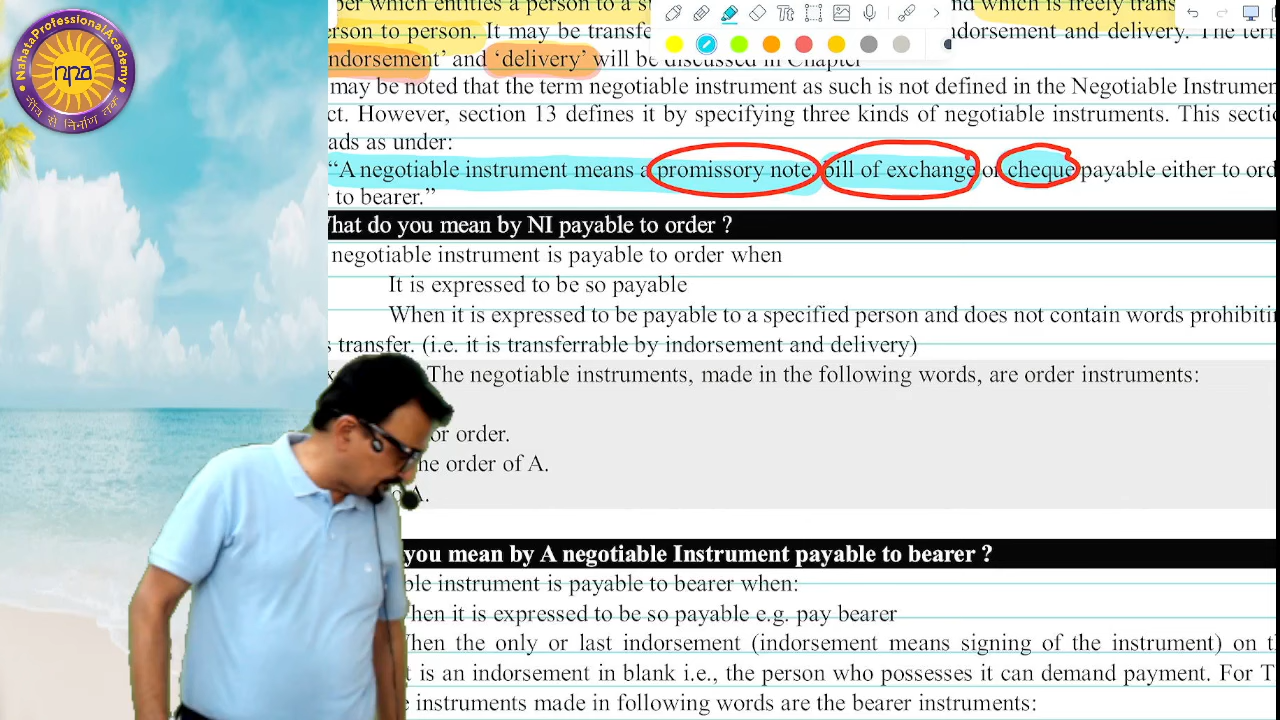 per which entities a person to a s nd which is freely trans
rson to person. It may be transfe ndorsement and delivery. The ter
ndorsement’ and ‘delivery’ will be discussed in Chapter
may be noted that the term negotiable instrument as such is not defined in the Negotiable Instrumen
ct. However, section 13 defines it by specifying three kinds of negotiable instruments. This secti
ads as under:
“A negotiable instrument means a promissory note, bill of exchange or cheque payable either to ord
r to bearer.”
hat do you mean by NI payable to order ?
negotiable instrument is payable to order when
It is expressed to be so payable
When it is expressed to be payable to a specified person and does not contain words prohibitin
s transfer. (i.e. it is transferrable by indorsement and delivery)
The negotiable instruments, made in the following words, are order instruments:
or order.
he order of A.
o A.
you mean by A negotiable Instrument payable to bearer ?
ble instrument is payable to bearer when:
hen it is expressed to be so payable e.g. pay bearer
hen the only or last indorsement (indorsement means signing of the instrument) on t
t is an indorsement in blank i.e., the person who possesses it can demand payment. For T
e instruments made in following words are the bearer instruments:
NahataProfessionalAcademy
npa
नींव से निर्माण तक
Tt